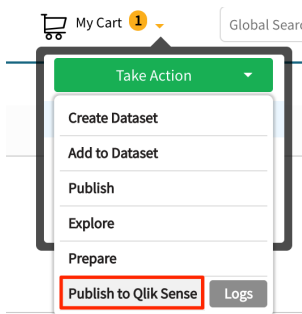 My Cart 1
Global Sear
Take Action
Create Dataset
Add to Dataset
Publish
Explore
Prepare
Publish to Qlik Sense
Logs